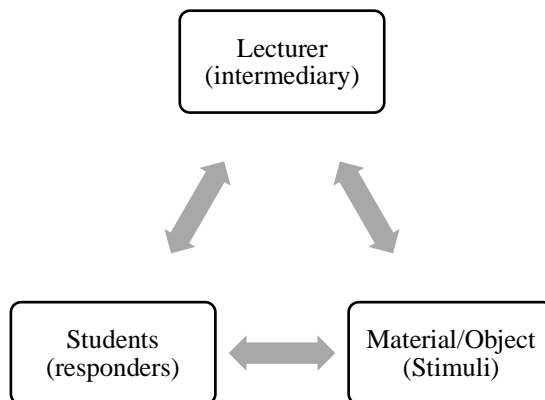 Lecturer
(intermediary)
Students
(responders)
Material/Object
(Stimuli)